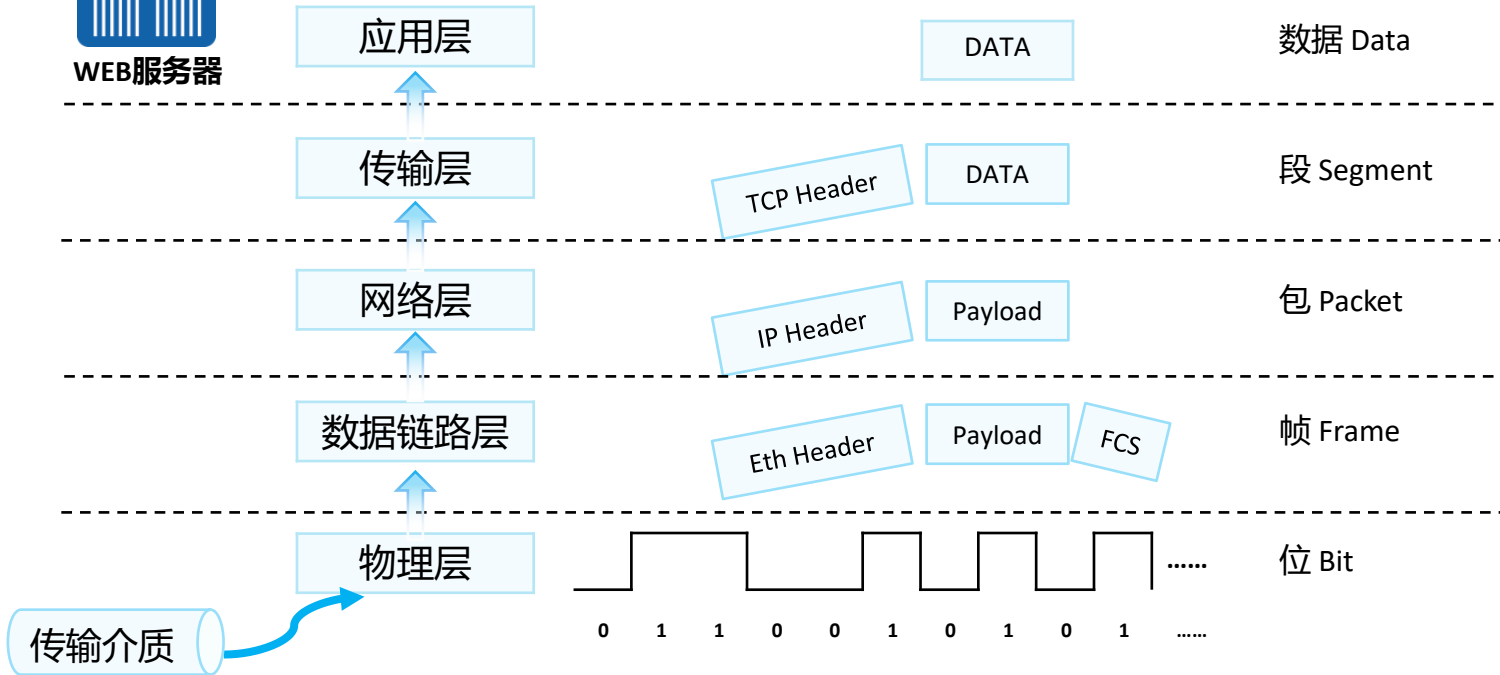 WEB服务器
应用层
DATA
数据 Data
传输层
TCP Header
DATA
段 Segment
网络层
IP Header
Payload
包 Packet
数据链路层
Eth Header
Payload
FCS
帧 Frame
物理层
……
位 Bit
传输介质
0 1 1 0 0 1 0 1 0 1 ……